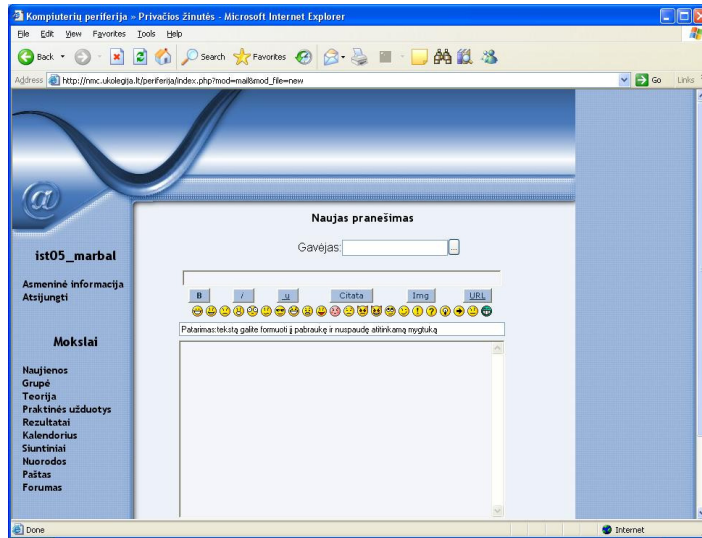 Kompiuterių periferija » Privačios žinutės - Microsoft Internet Explorer
File Edit View Favorites Tools Help
Back Search Favorites
Address http://nmc.ukolegija.lt/periferija/index.php?mod=mail&mod_file=new Go Links
@
Naujas pranešimas
Gavėjas: ...
ist05_marbal
Asmeninė informacija
Atsijungti
B i u Citata Img URL
Patarimas:tekstą galite formuoti jį pabraukę ir nuspaudę atitinkamą mygtuką
Mokslai
Naujienos
Grupė
Teorija
Praktinės užduotys
Rezultatai
Kalendorius
Siuntiniai
Nuorodos
Paštas
Forumas
Done Internet